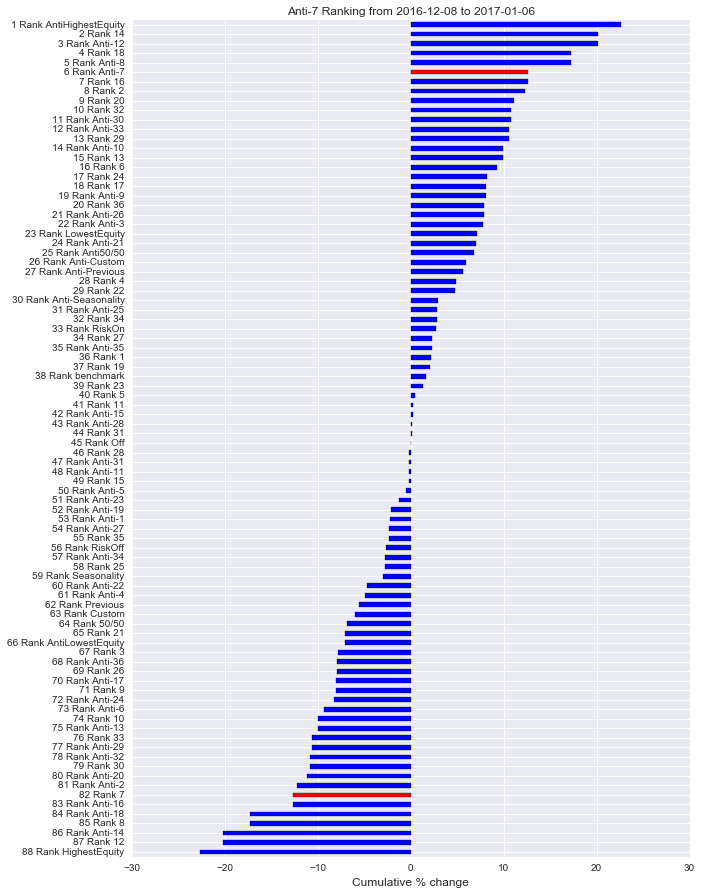 Anti-7 Ranking from 2016-12-08 to 2017-01-06
1 Rank AntiHighestEquity
2 Rank 14
3 Rank Anti-12
4 Rank 18
5 Rank Anti-8
6 Rank Anti-7
7 Rank 16
8 Rank 2
9 Rank 20
10 Rank 32
11 Rank Anti-30
12 Rank Anti-33
13 Rank 29
14 Rank Anti-10
15 Rank 13
16 Rank 6
17 Rank 24
18 Rank 17
19 Rank Anti-9
20 Rank 36
21 Rank Anti-26
22 Rank Anti-3
23 Rank LowestEquity
24 Rank Anti-21
25 Rank Anti50/50
26 Rank Anti-Custom
27 Rank Anti-Previous
28 Rank 4
29 Rank 22
30 Rank Anti-Seasonality
31 Rank Anti-25
32 Rank 34
33 Rank RiskOn
34 Rank 27
35 Rank Anti-35
36 Rank 1
37 Rank 19
38 Rank benchmark
39 Rank 23
40 Rank 5
41 Rank 11
42 Rank Anti-15
43 Rank Anti-28
44 Rank 31
45 Rank Off
46 Rank 28
47 Rank Anti-31
48 Rank Anti-11
49 Rank 15
50 Rank Anti-5
51 Rank Anti-23
52 Rank Anti-19
53 Rank Anti-1
54 Rank Anti-27
55 Rank 35
56 Rank RiskOff
57 Rank Anti-34
58 Rank 25
59 Rank Seasonality
60 Rank Anti-22
61 Rank Anti-4
62 Rank Previous
63 Rank Custom
64 Rank 50/50
65 Rank 21
66 Rank AntiLowestEquity
67 Rank 3
68 Rank Anti-36
69 Rank 26
70 Rank Anti-17
71 Rank 9
72 Rank Anti-24
73 Rank Anti-6
74 Rank 10
75 Rank Anti-13
76 Rank 33
77 Rank Anti-29
78 Rank Anti-32
79 Rank 30
80 Rank Anti-20
81 Rank Anti-2
82 Rank 7
83 Rank Anti-16
84 Rank Anti-18
85 Rank 8
86 Rank Anti-14
87 Rank 12
88 Rank HighestEquity
−30 −20 −10 0 10 20 30
Cumulative % change